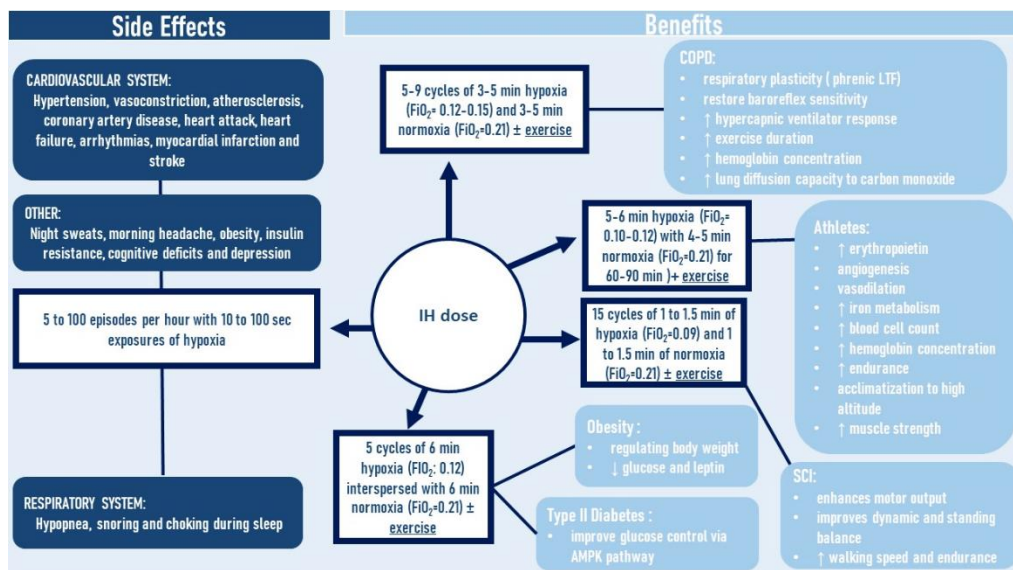 Side Effects
CARDIOVASCULAR SYSTEM:
Hypertension, vasoconstriction, atherosclerosis,
coronary artery disease, heart attack, heart
failure, arrhythmias, myocardial infarction and
stroke
OTHER:
Night sweats, morning headache, obesity, insulin
resistance, cognitive deficits and depression
5 to 100 episodes per hour with 10 to 100 sec
exposures of hypoxia
RESPIRATORY SYSTEM:
Hypopnea, snoring and choking during sleep
IH dose
Benefits
5-9 cycles of 3-5 min hypoxia
(FiO₂= 0.12-0.15) and 3-5 min
normoxia (FiO₂=0.21) ± exercise
COPD:
• respiratory plasticity ( phrenic LTF)
• restore baroreflex sensitivity
• ↑ hypercapnic ventilator response
• ↑ exercise duration
• ↑ hemoglobin concentration
• ↑ lung diffusion capacity to carbon monoxide
5-6 min hypoxia (FiO₂=
0.10-0.12) with 4-5 min
normoxia (FiO₂=0.21) for
60-90 min )+ exercise
Athletes:
• ↑ erythropoietin
• angiogenesis
• vasodilation
• ↑ iron metabolism
• ↑ blood cell count
• ↑ hemoglobin concentration
• ↑ endurance
• acclimatization to high
altitude
• ↑ muscle strength
15 cycles of 1 to 1.5 min of
hypoxia (FiO₂=0.09) and 1
to 1.5 min of normoxia
(FiO₂=0.21) ± exercise
SCI:
• enhances motor output
• improves dynamic and standing
balance
• ↑ walking speed and endurance
5 cycles of 6 min
hypoxia (FIO₂: 0.12)
interspersed with 6 min
normoxia (FiO₂=0.21) ±
exercise
Obesity :
• regulating body weight
• ↓ glucose and leptin
Type II Diabetes :
• improve glucose control via
AMPK pathway